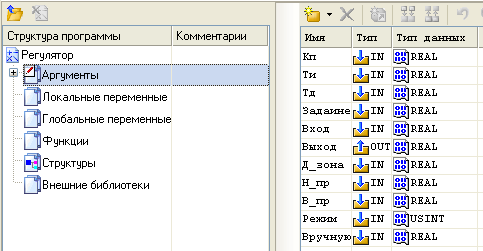 Структура программы Комментарии
Регулятор
Аргументы
Локальные переменные
Глобальные переменные
Функции
Структуры
Внешние библиотеки
Имя Тип Тип данных
Кп IN REAL
Ти IN REAL
Тд IN REAL
Задание IN REAL
Вход IN REAL
Выход OUT REAL
Д_зона IN REAL
Н_пр IN REAL
В_пр IN REAL
Режим IN USINT
Вручную IN REAL